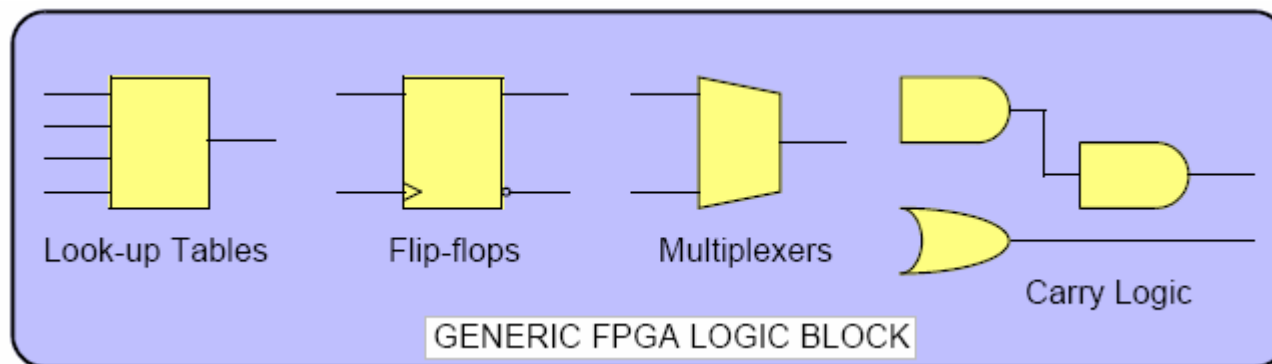 Look-up Tables
Flip-flops
Multiplexers
Carry Logic
GENERIC FPGA LOGIC BLOCK